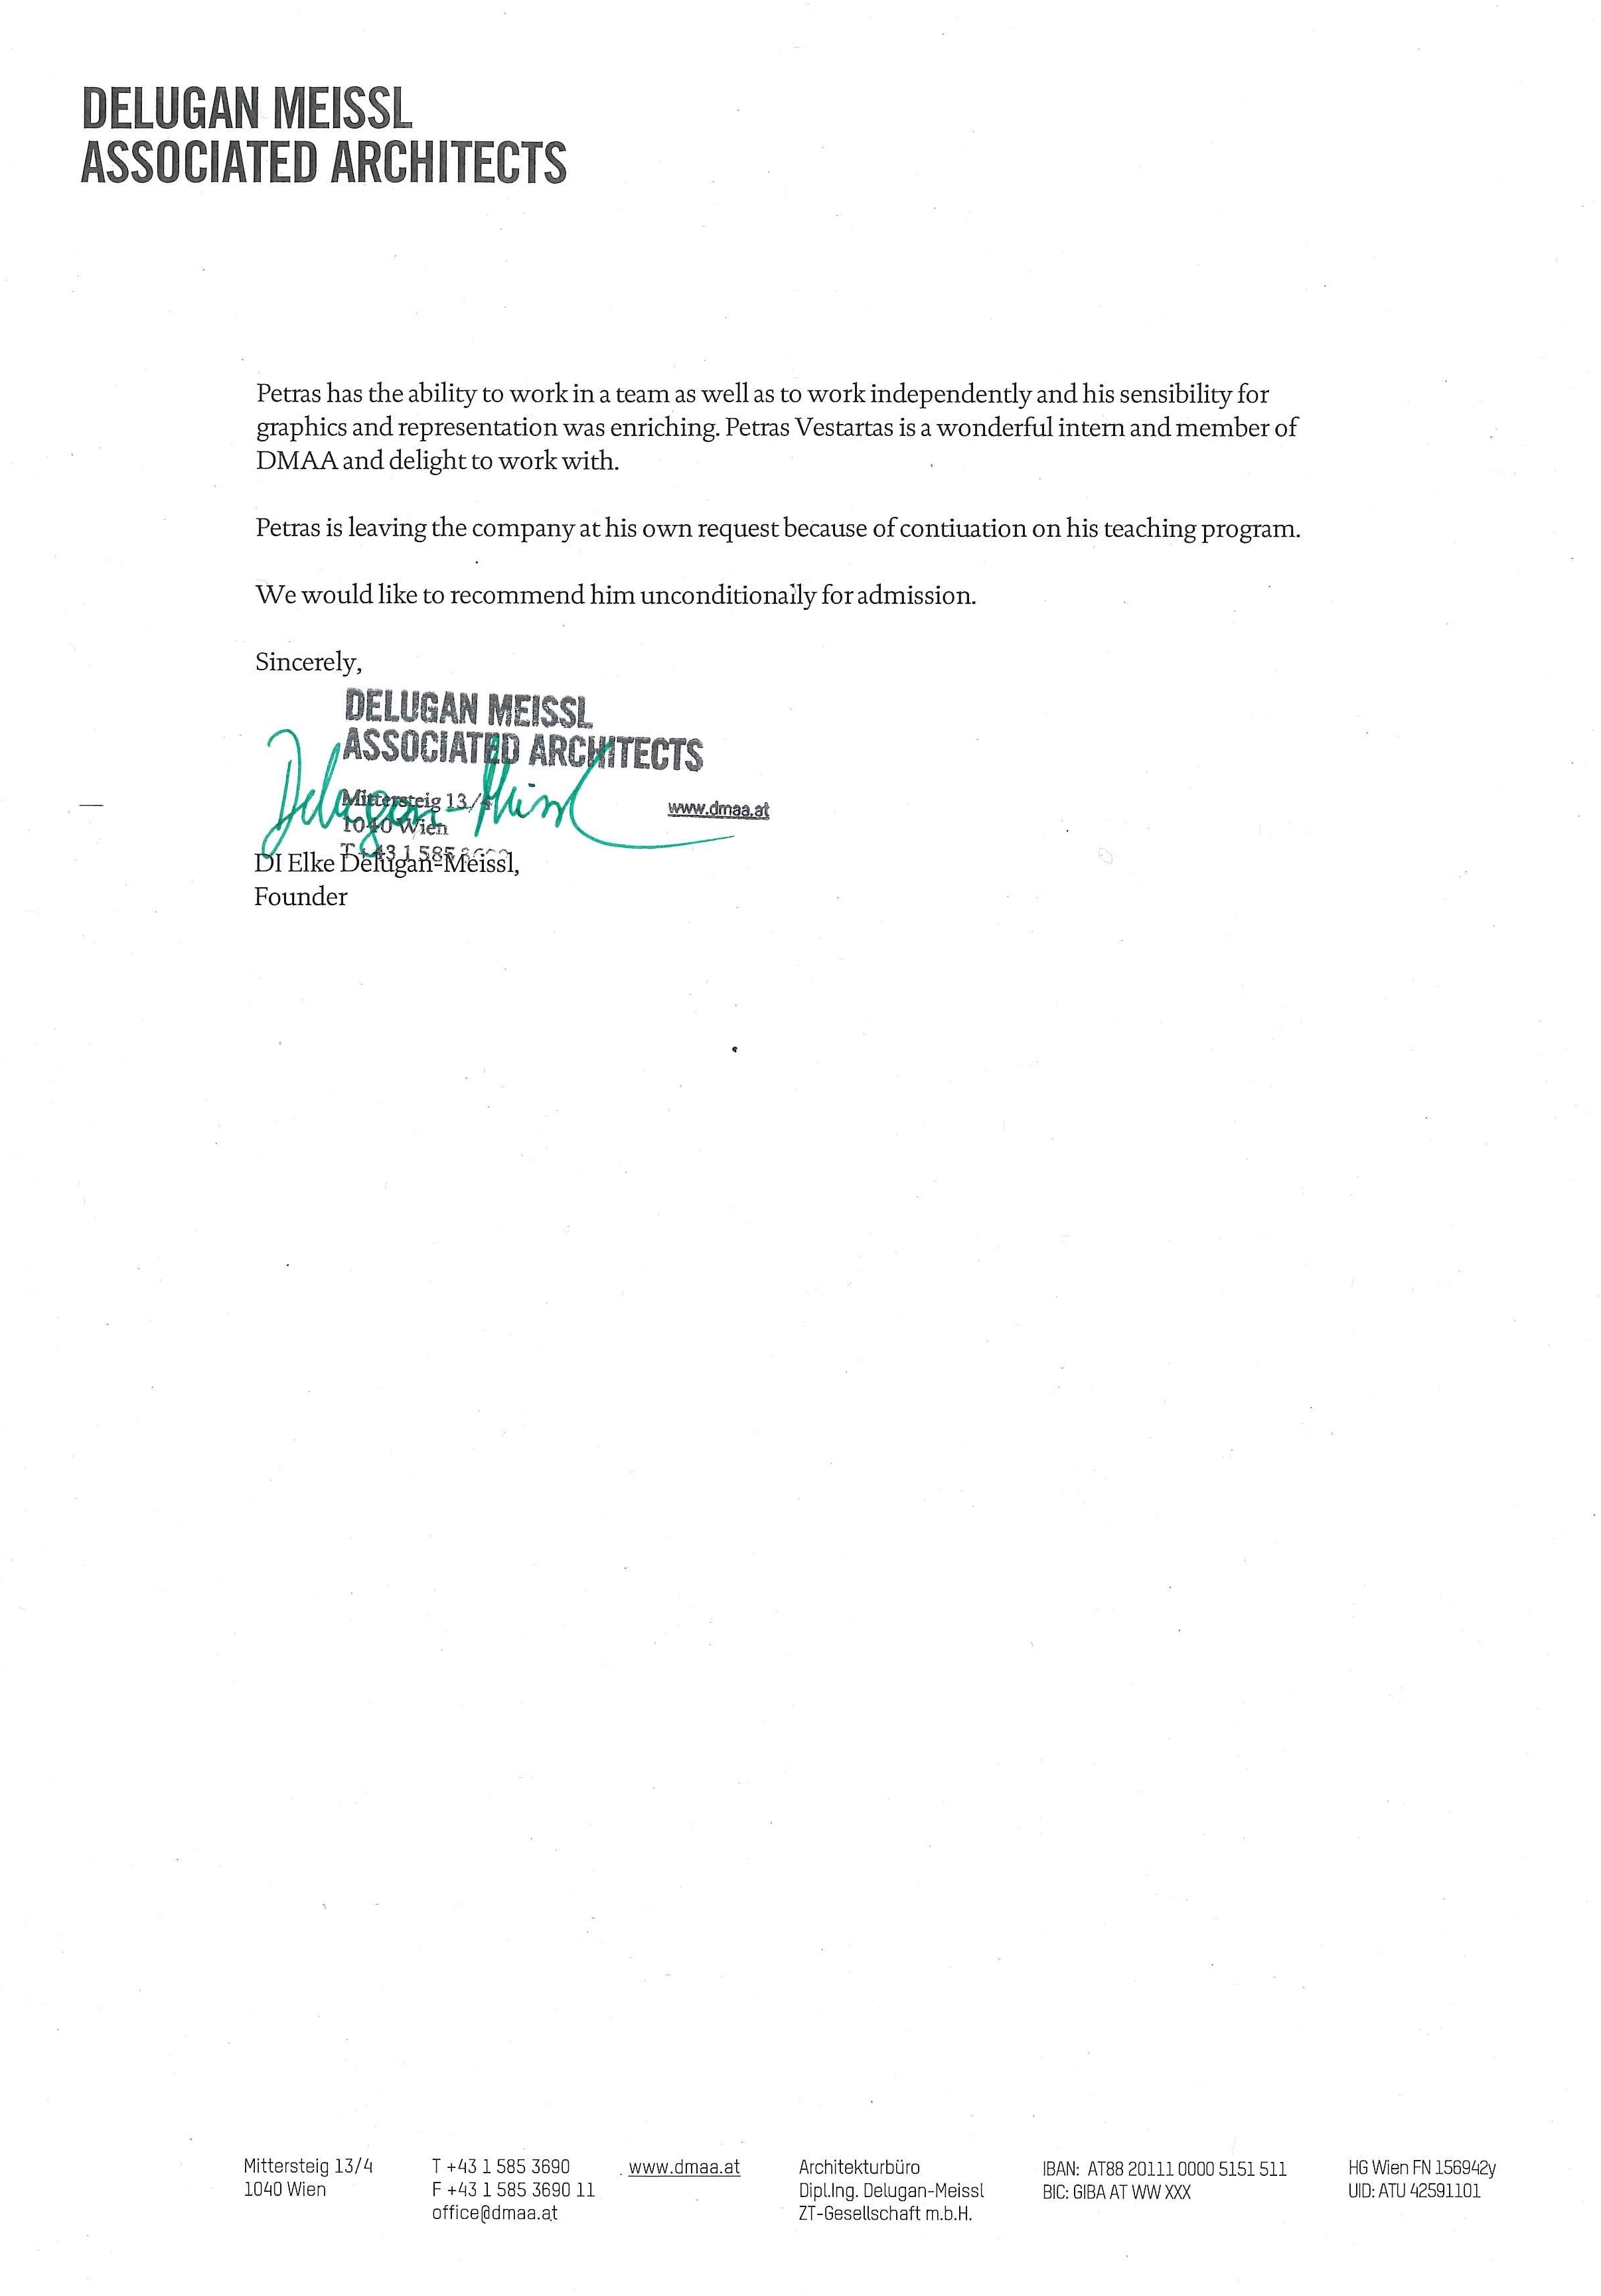 DELUGAN MEISSL
ASSOCIATED ARCHITECTS
Petras has the ability to work in a team as well as to work independently and his sensibility for
graphics and representation was enriching. Petras Vestartas is a wonderful intern and member of
DMAA and delight to work with.
Petras is leaving the company at his own request because of contiuation on his teaching program.
We would like to recommend him unconditionally for admission.
Sincerely,
DELUGAN MEISSL
ASSOCIATED ARCHITECTS
Delugan-Meissl
Mittersteig 13/4 www.dmaa.at
1040 Wien
T +43 1 585
DI Elke Delugan-Meissl,
Founder
Mittersteig 13/4 T +43 1 585 3690 www.dmaa.at Architekturbüro IBAN: AT88 20111 0000 5151 511 HG Wien FN 156942y
1040 Wien F +43 1 585 3690 11 Dipl.Ing. Delugan-Meissl BIC: GIBA AT WW XXX UID: ATU 42591101
office@dmaa.at ZT-Gesellschaft m.b.H.